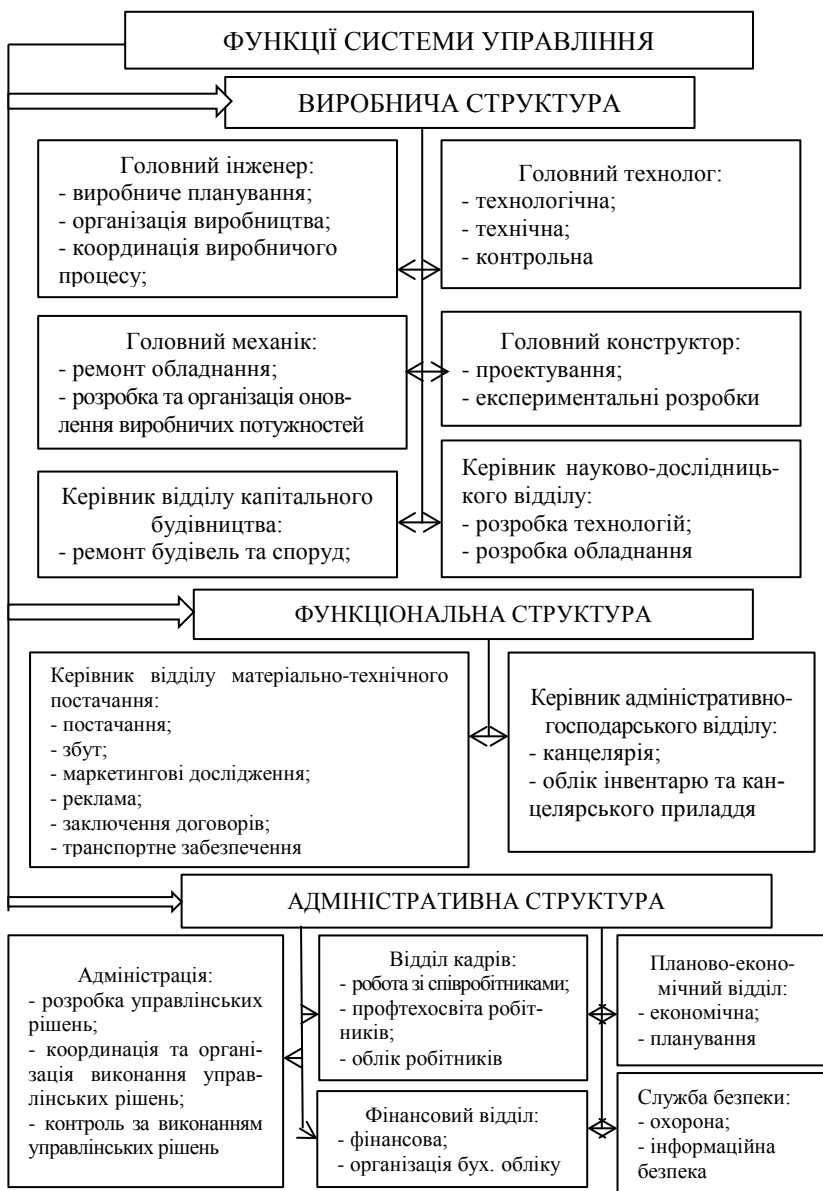 ФУНКЦІЇ СИСТЕМИ УПРАВЛІННЯ
ВИРОБНИЧА СТРУКТУРА
Головний інженер:
- виробниче планування;
- організація виробництва;
- координація виробничого
процесу;
Головний технолог:
- технологічна;
- технічна;
- контрольна
Головний механік:
- ремонт обладнання;
- розробка та організація онов-
лення виробничих потужностей
Головний конструктор:
- проектування;
- експериментальні розробки
Керівник відділу капітального
будівництва:
- ремонт будівель та споруд;
Керівник науково-дослідниць-
кого відділу:
- розробка технологій;
- розробка обладнання
ФУНКЦІОНАЛЬНА СТРУКТУРА
Керівник відділу матеріально-технічного
постачання:
- постачання;
- збут;
- маркетингові дослідження;
- реклама;
- заключення договорів;
- транспортне забезпечення
Керівник адміністративно-
господарського відділу:
- канцелярія;
- облік інвентарю та кан-
целярського приладдя
АДМІНІСТРАТИВНА СТРУКТУРА
Адміністрація:
- розробка управлінських
рішень;
- координація та органі-
зація виконання управ-
лінських рішень;
- контроль за виконанням
управлінських рішень
Відділ кадрів:
- робота зі співробітниками;
- профтехосвіта робіт-
ників;
- облік робітників
Планово-еконо-
мічний відділ:
- економічна;
- планування
Фінансовий відділ:
- фінансова;
- організація бух. обліку
Служба безпеки:
- охорона;
- інформаційна
безпека